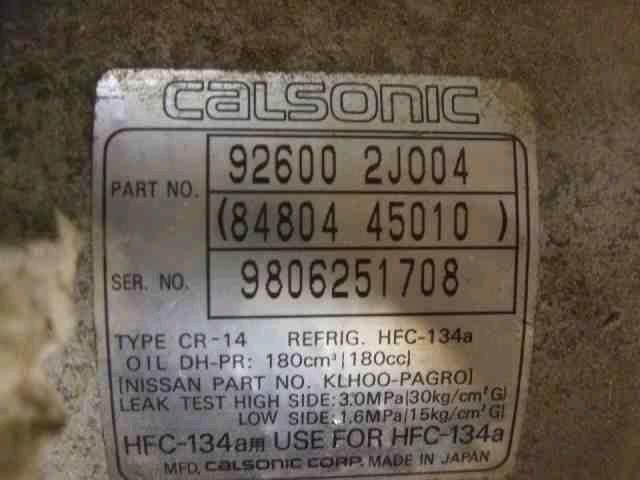 CALSONIC
PART NO. 92600 2J004
(84804 45010 )
SER. NO. 9806251708
TYPE CR-14 REFRIG. HFC-134a
OIL DH-PR: 180cm³(180cc)
(NISSAN PART NO. KLHOO-PAGRO)
LEAK TEST HIGH SIDE:3.0MPa(30kg/cm²G)
LOW SIDE:1.6MPa(15kg/cm²G)
HFC-134a用 USE FOR HFC-134a
MFD. CALSONIC CORP. MADE IN JAPAN